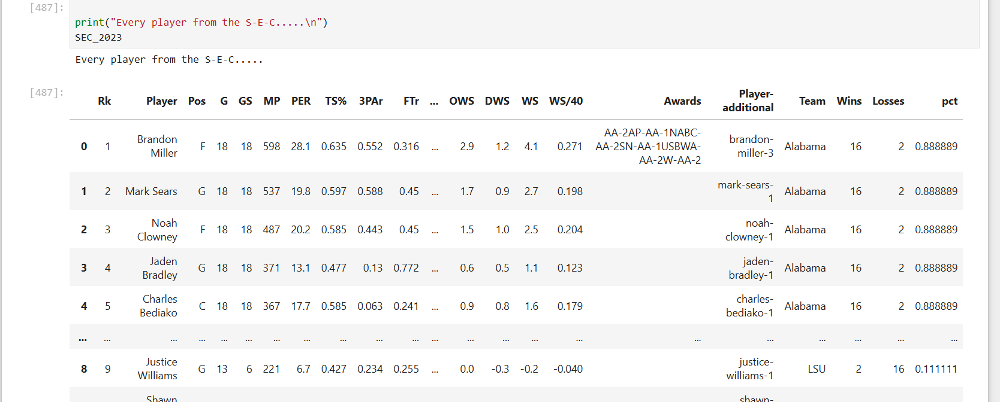 [487]:
print("Every player from the S-E-C.....\n")
SEC_2023
Every player from the S-E-C.....
[487]:
Rk Player Pos G GS MP PER TS% 3PAr FTr ... OWS DWS WS WS/40 Awards Player-additional Team Wins Losses pct
0 1 Brandon Miller F 18 18 598 28.1 0.635 0.552 0.316 ... 2.9 1.2 4.1 0.271 AA-2AP-AA-1NABC-AA-2SN-AA-1USBWA-AA-2W-AA-2 brandon-miller-3 Alabama 16 2 0.888889
1 2 Mark Sears G 18 18 537 19.8 0.597 0.588 0.45 ... 1.7 0.9 2.7 0.198 mark-sears-1 Alabama 16 2 0.888889
2 3 Noah Clowney F 18 18 487 20.2 0.585 0.443 0.45 ... 1.5 1.0 2.5 0.204 noah-clowney-1 Alabama 16 2 0.888889
3 4 Jaden Bradley G 18 18 371 13.1 0.477 0.13 0.772 ... 0.6 0.5 1.1 0.123 jaden-bradley-1 Alabama 16 2 0.888889
4 5 Charles Bediako C 18 18 367 17.7 0.585 0.063 0.241 ... 0.9 0.8 1.6 0.179 charles-bediako-1 Alabama 16 2 0.888889
... ... ... ... ... ... ... ... ... ... ... ... ... ... ... ... ... ... ... ... ... ...
8 9 Justice Williams G 13 6 221 6.7 0.427 0.234 0.255 ... 0.0 -0.3 -0.2 -0.040 justice-williams-1 LSU 2 16 0.111111
Shawn shawn-